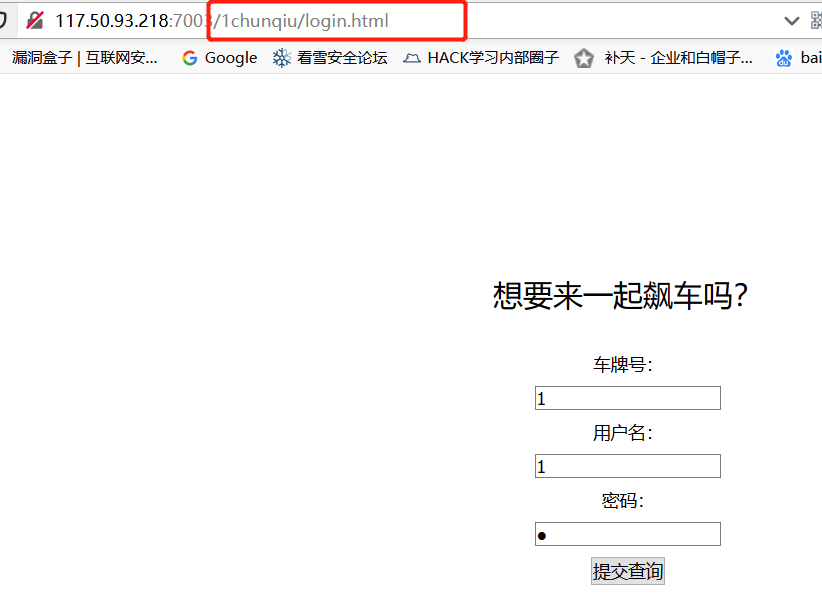 117.50.93.218:7003/1chunqiu/login.html
漏洞盒子 | 互联网安... Google 看雪安全论坛 HACK学习内部圈子 补天 - 企业和白帽子... bai
想要来一起飙车吗？
车牌号：
1
用户名：
1
密码：
●
提交查询